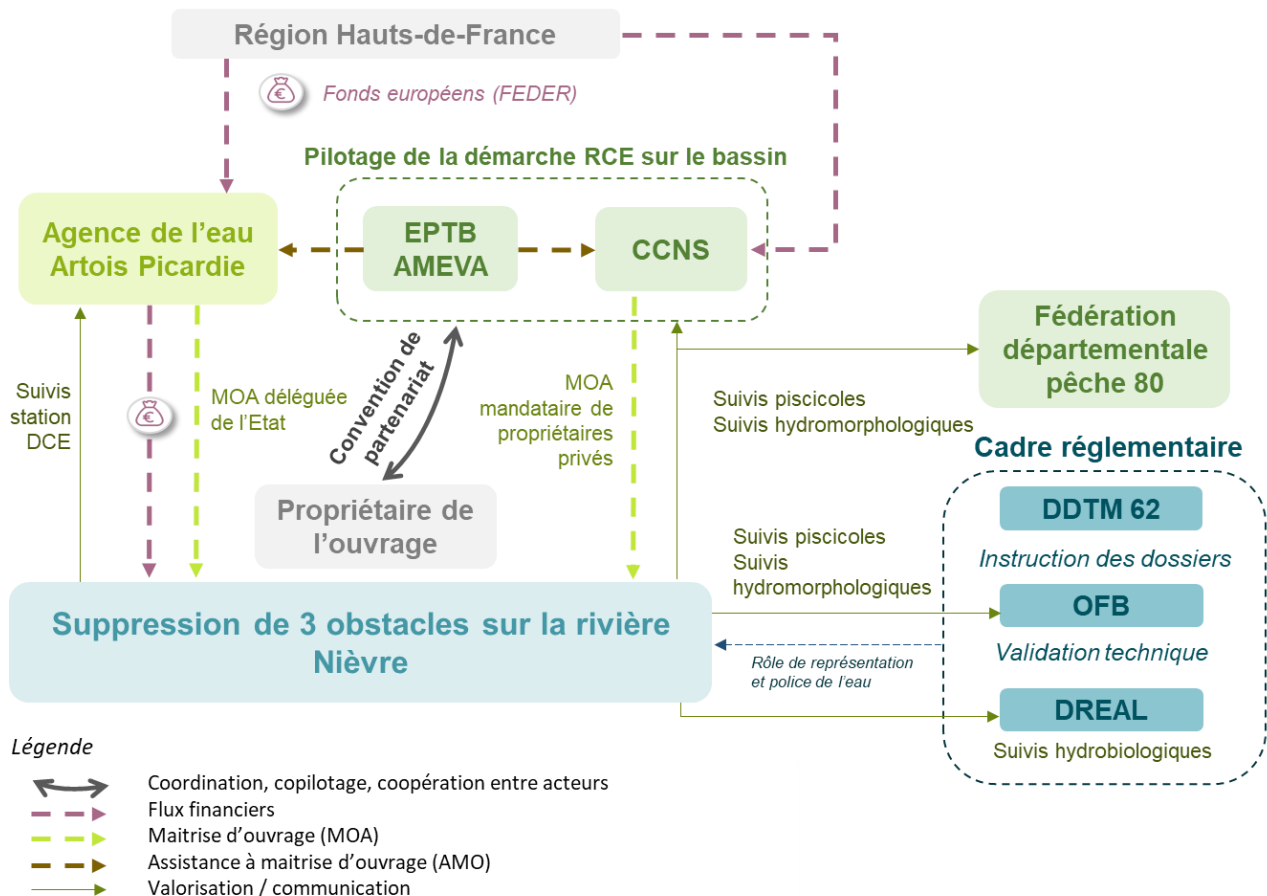 Région Hauts-de-France
Fonds européens (FEDER)
Pilotage de la démarche RCE sur le bassin
Agence de l'eau
Artois Picardie
EPTB
AMEVA
CCNS
Fédération
départementale
pêche 80
Suivis
station
DCE
€
€
MOA déléguée
de l'Etat
Convention de
partenariat
MOA
mandataire de
propriétaires
privés
Suivis piscicoles
Suivis hydromorphologiques
Cadre réglementaire
Propriétaire de
l'ouvrage
DDTM 62
Instruction des dossiers
Suivis piscicoles
Suivis
hydromorphologiques
OFB
Validation technique
Suppression de 3 obstacles sur la rivière
Nièvre
Rôle de représentation
et police de l'eau
DREAL
Suivis hydrobiologiques
Légende
Coordination, copilotage, coopération entre acteurs
Flux financiers
Maitrise d'ouvrage (MOA)
Assistance à maitrise d'ouvrage (AMO)
Valorisation / communication